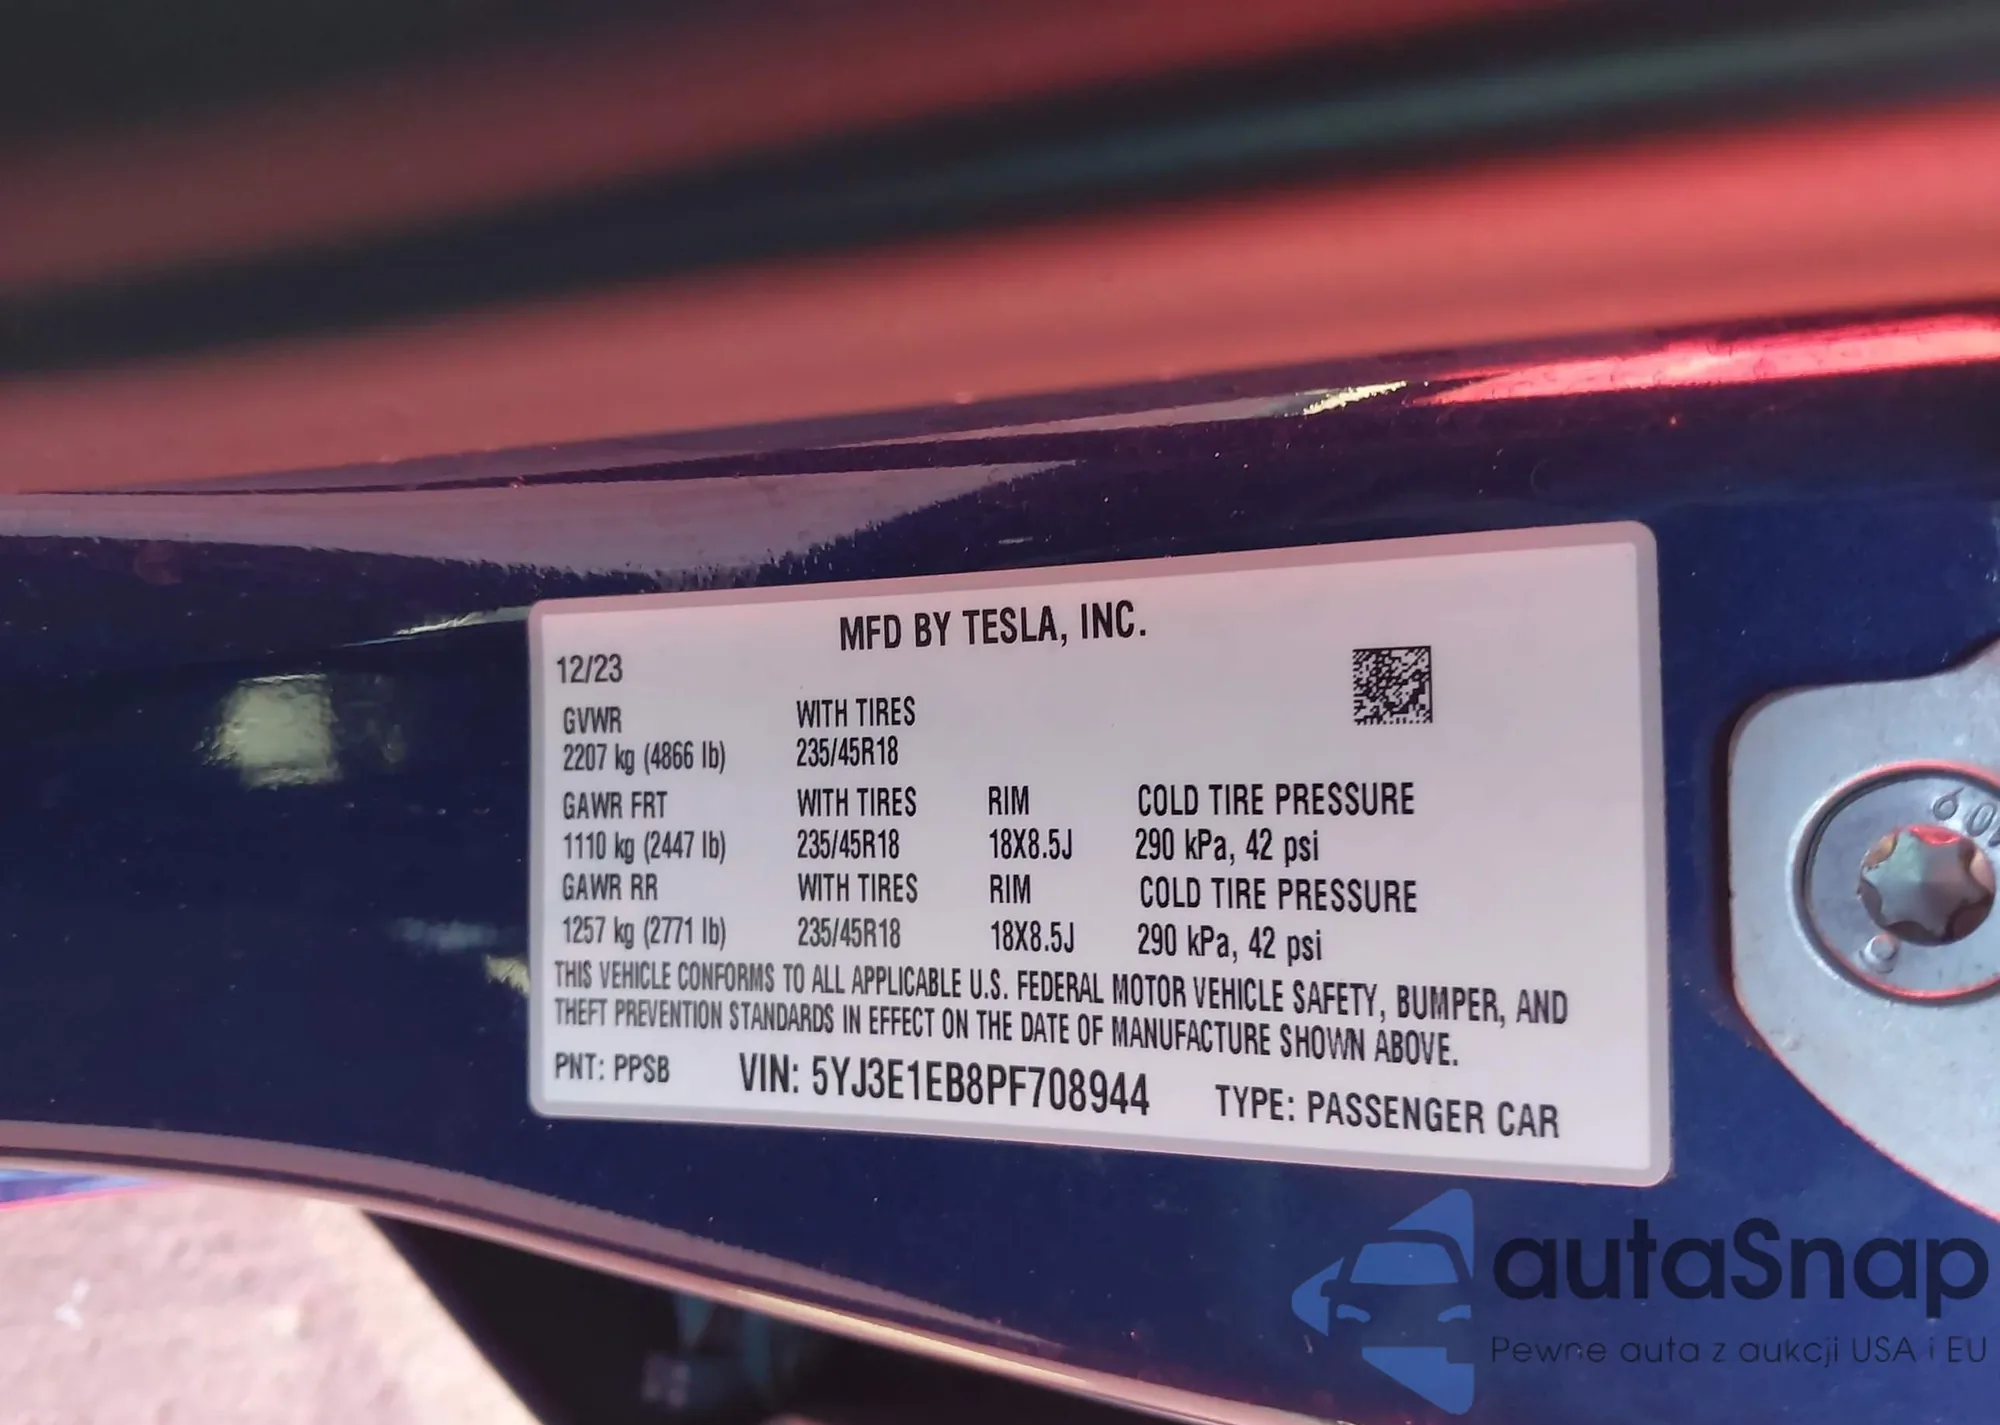 MFD BY TESLA, INC.
12/23
GVWR WITH TIRES
2207 kg (4866 lb) 235/45R18
GAWR FRT WITH TIRES RIM COLD TIRE PRESSURE
1110 kg (2447 lb) 235/45R18 18X8.5J 290 kPa, 42 psi
GAWR RR WITH TIRES RIM COLD TIRE PRESSURE
1257 kg (2771 lb) 235/45R18 18X8.5J 290 kPa, 42 psi
THIS VEHICLE CONFORMS TO ALL APPLICABLE U.S. FEDERAL MOTOR VEHICLE SAFETY, BUMPER, AND
THEFT PREVENTION STANDARDS IN EFFECT ON THE DATE OF MANUFACTURE SHOWN ABOVE.
PNT: PPSB VIN: 5YJ3E1EB8PF708944 TYPE: PASSENGER CAR
autaSnap
Pewne auta z aukcji USA i EU